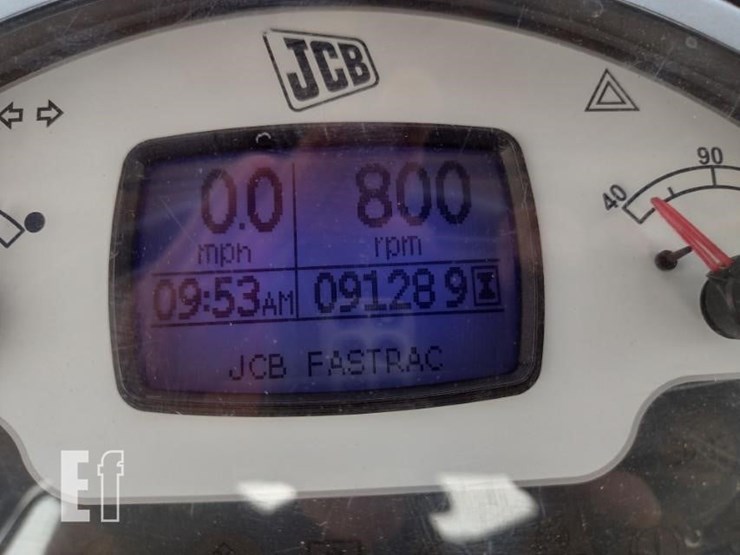 JCB
0.0 800
mph rpm
09:53AM 09128 9
JCB FASTRAC
40 90
Ef